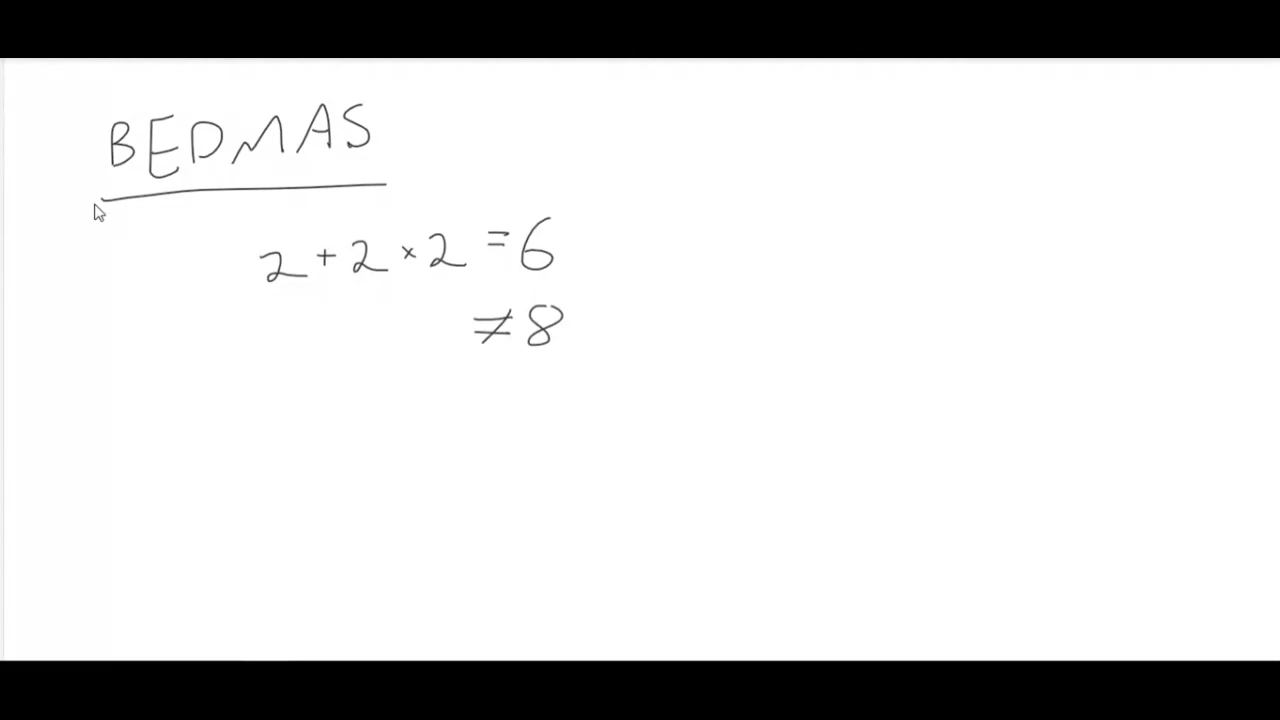 BEDMAS
2 + 2 × 2 = 6
≠ 8